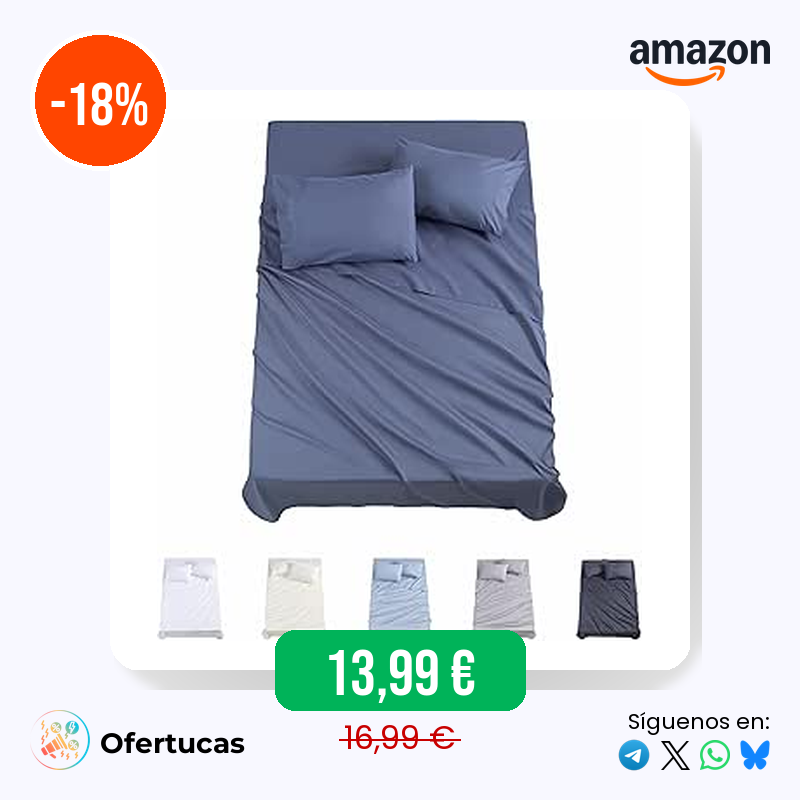 -18%
amazon
13,99 €
16,99 €
Ofertucas
Síguenos en: